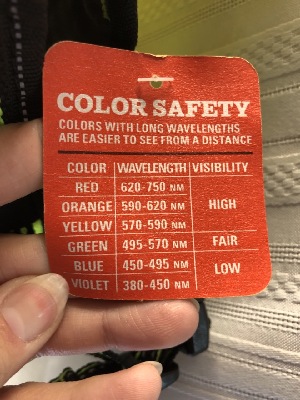 COLOR SAFETY
COLORS WITH LONG WAVELENGTHS
ARE EASIER TO SEE FROM A DISTANCE
COLOR WAVELENGTH VISIBILITY
RED 620-750 NM
ORANGE 590-620 NM HIGH
YELLOW 570-590 NM
GREEN 495-570 NM FAIR
BLUE 450-495 NM LOW
VIOLET 380-450 NM